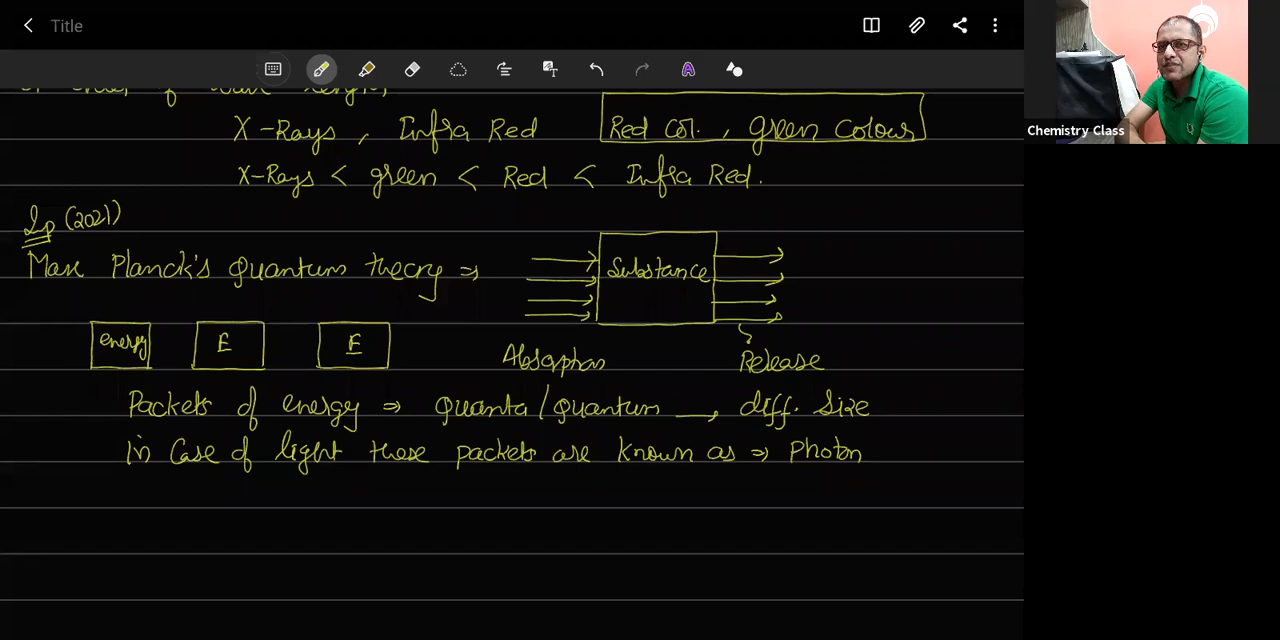 Title
Chemistry Class
X-Rays, Infra Red Red Col., green colour
X-Rays < green < Red < Infra Red.
Ip (2021)
Max Planck's quantum theory ⇒ Substance
energy E E
Absorption Release
Packets of energy ⇒ quanta/quantum → diff. size
in case of light these packets are known as ⇒ Photon